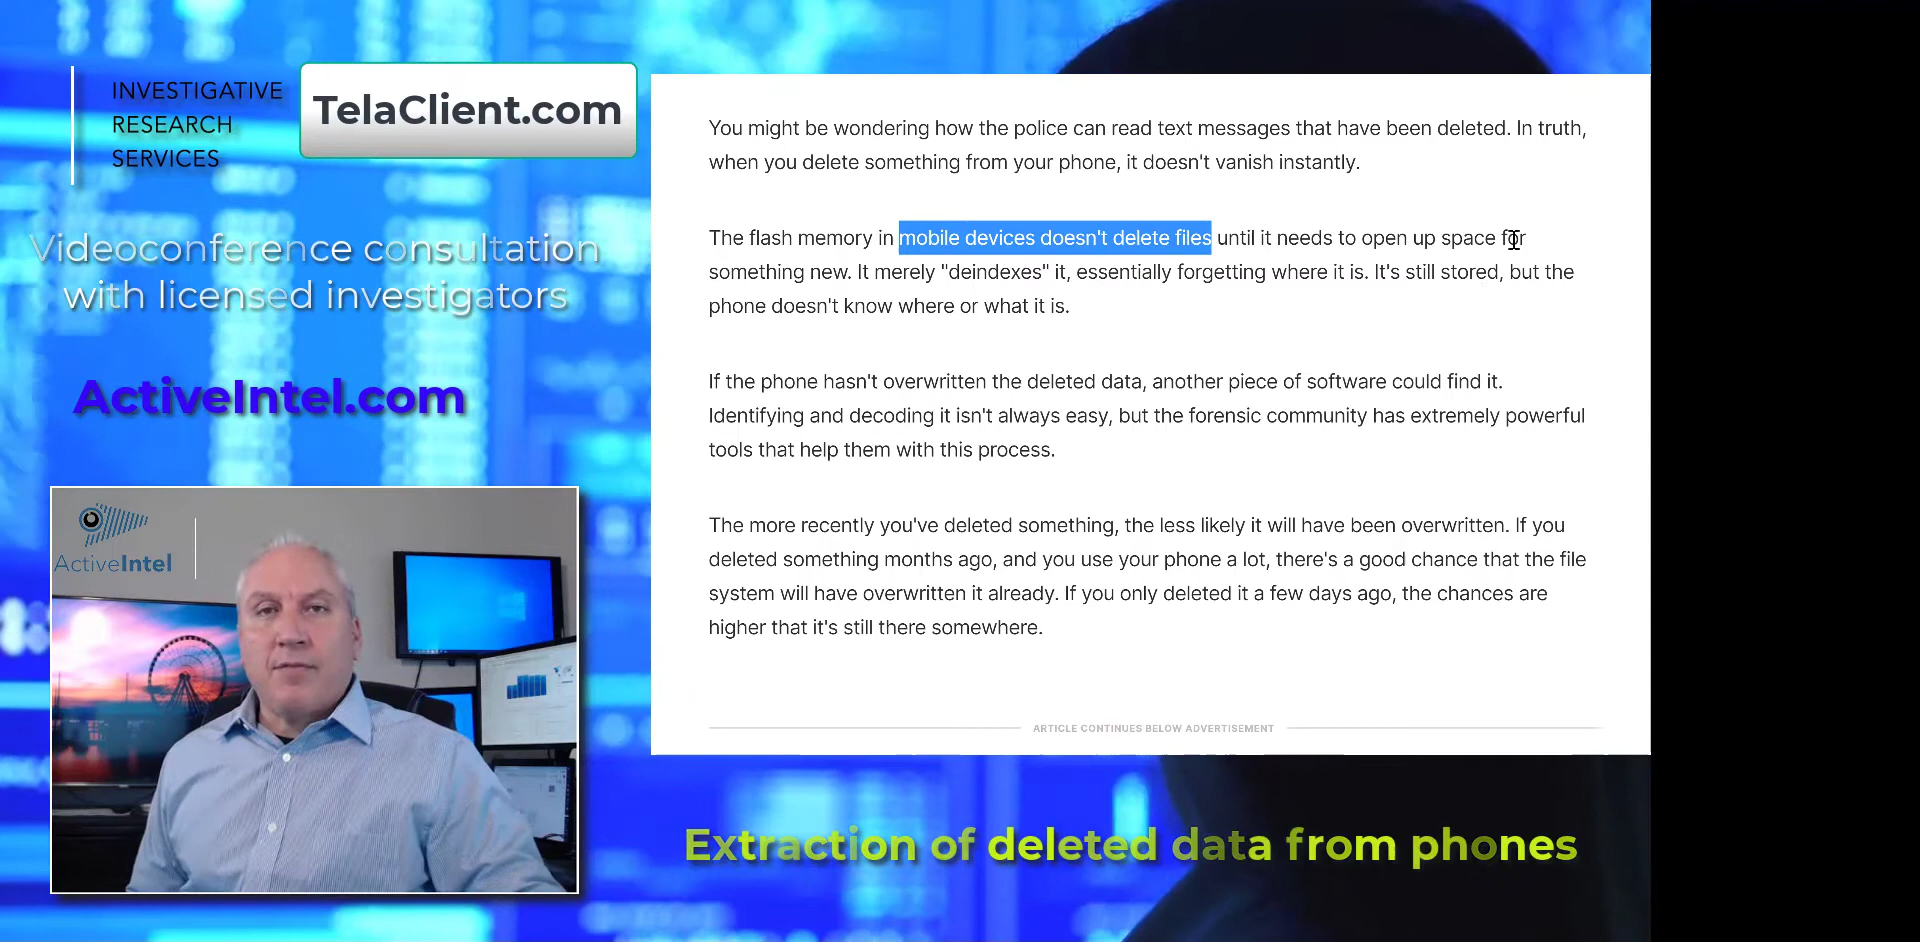 INVESTIGATIVE
RESEARCH
SERVICES
TelaClient.com
Videoconference consultation
with licensed investigators
ActiveIntel.com
ActiveIntel
You might be wondering how the police can read text messages that have been deleted. In truth,
when you delete something from your phone, it doesn't vanish instantly.
The flash memory in mobile devices doesn't delete files until it needs to open up space for
something new. It merely "deindexes" it, essentially forgetting where it is. It's still stored, but the
phone doesn't know where or what it is.
If the phone hasn't overwritten the deleted data, another piece of software could find it.
Identifying and decoding it isn't always easy, but the forensic community has extremely powerful
tools that help them with this process.
The more recently you've deleted something, the less likely it will have been overwritten. If you
deleted something months ago, and you use your phone a lot, there's a good chance that the file
system will have overwritten it already. If you only deleted it a few days ago, the chances are
higher that it's still there somewhere.
ARTICLE CONTINUES BELOW ADVERTISEMENT
Extraction of deleted data from phones